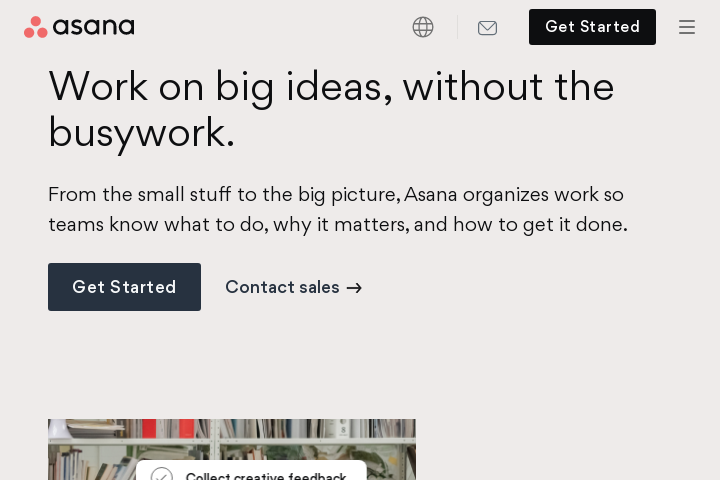 asana
Get Started
Work on big ideas, without the
busywork.
From the small stuff to the big picture, Asana organizes work so
teams know what to do, why it matters, and how to get it done.
Get Started
Contact sales →
Collect creative feedback